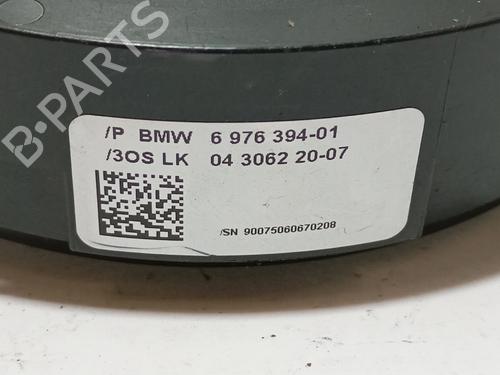 /P BMW 6 976 394-01
/3OS LK 04 3062 20-07
/SN 90075060670208
B-PARTS